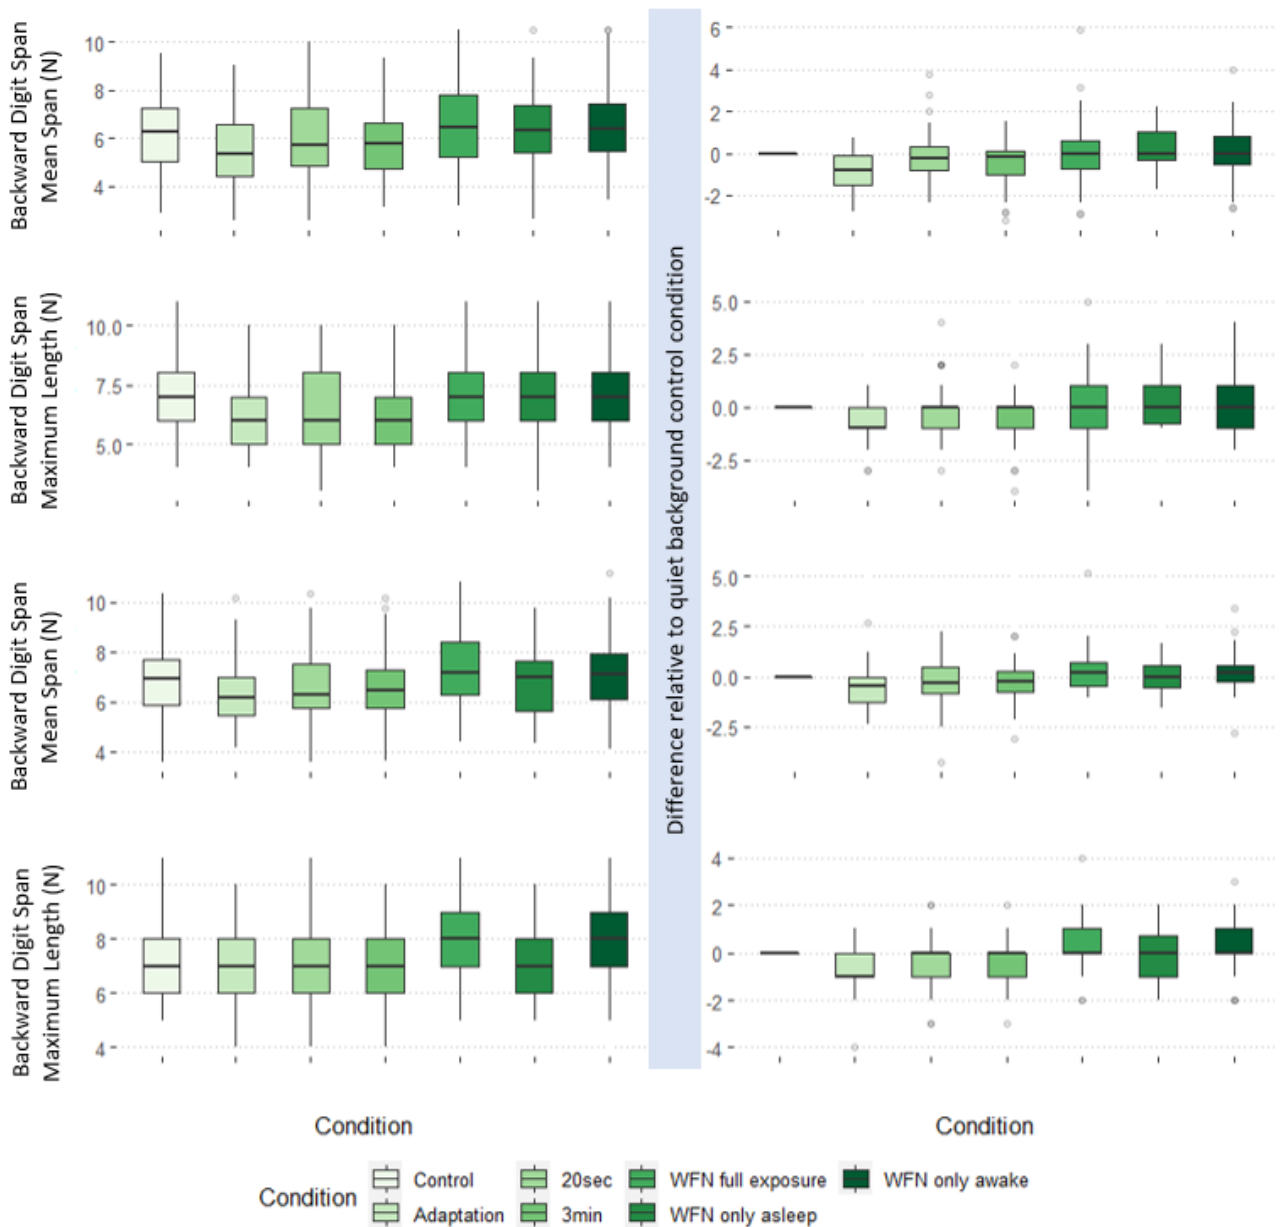 Backward Digit Span
Mean Span (N)
10
8
6
4
6
4
2
0
-2
Backward Digit Span
Maximum Length (N)
10.0
7.5
5.0
5.0
2.5
0.0
-2.5
Difference relative to quiet background control condition
Backward Digit Span
Mean Span (N)
10
8
6
4
5.0
2.5
0.0
-2.5
Backward Digit Span
Maximum Length (N)
10
8
6
4
4
2
0
-2
-4
Condition
Condition
Condition
Control
20sec
WFN full exposure
WFN only awake
Adaptation
3min
WFN only asleep